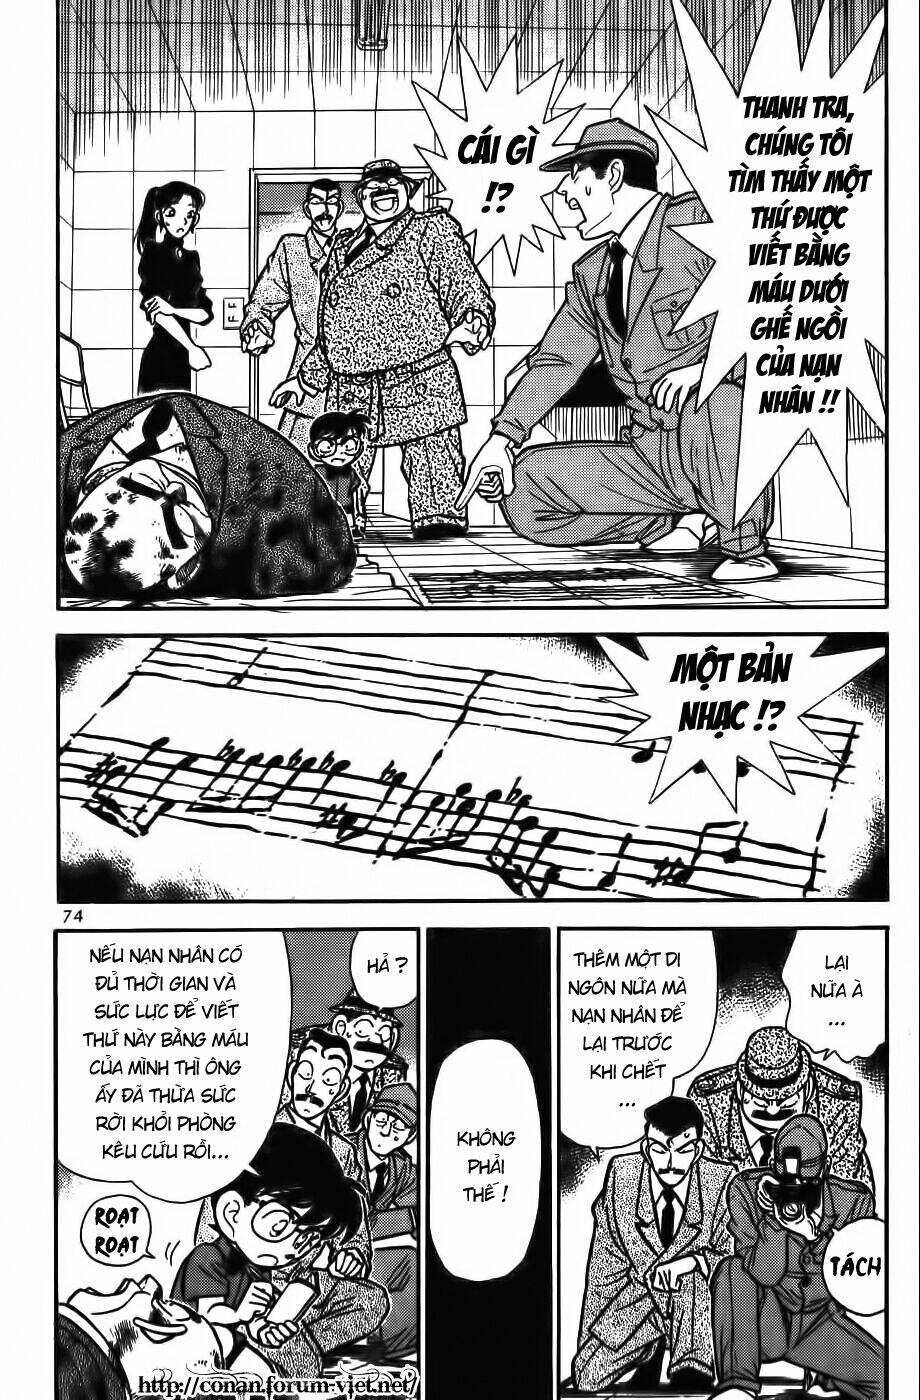 THANH TRA,
CHÚNG TÔI
TÌM THẤY MỘT
THỨ ĐƯỢC
VIẾT BẰNG
MÁU DƯỚI
GHẾ NGỒI
CỦA NẠN
NHÂN !!
CÁI GÌ
!?
MỘT BẢN
NHẠC !?
74
LẠI
NỮA À
...
THÊM MỘT DI
NGÔN NỮA MÀ
NẠN NHÂN ĐỂ
LẠI TRƯỚC
KHI CHẾT
...
TÁCH
KHÔNG
PHẢI
THẾ !
HẢ ?
NẾU NẠN NHÂN CÓ
ĐỦ THỜI GIAN VÀ
SỨC LỰC ĐỂ VIẾT
THỨ NÀY BẰNG MÁU
CỦA MÌNH THÌ ÔNG
ẤY ĐÃ THỪA SỨC
RỜI KHỎI PHÒNG
KÊU CỨU RỒI...
ROẠT
ROẠT
http://conan.forum-viet.net/